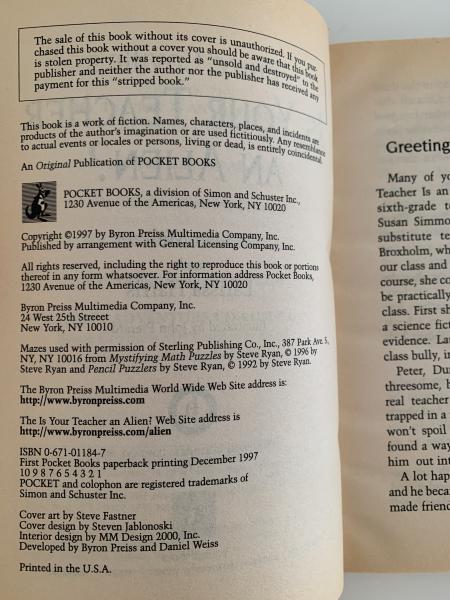 The sale of this book without its cover is unauthorized. If you pur-
chased this book without a cover you should be aware that this book
is stolen property. It was reported as "unsold and destroyed" to the
publisher and neither the author nor the publisher has received any
payment for this "stripped book."
This book is a work of fiction. Names, characters, places, and incidents are
products of the author's imagination or are used fictitiously. Any resemblance
to actual events or locales or persons, living or dead, is entirely coincidental.
An Original Publication of POCKET BOOKS
POCKET BOOKS, a division of Simon and Schuster Inc.,
1230 Avenue of the Americas, New York, NY 10020
Copyright ©1997 by Byron Preiss Multimedia Company, Inc.
Published by arrangement with General Licensing Company, Inc.
All rights reserved, including the right to reproduce this book or portions
thereof in any form whatsoever. For information address Pocket Books,
1230 Avenue of the Americas, New York, NY 10020
Byron Preiss Multimedia Company, Inc.
24 West 25th Streeet
New York, NY 10010
Mazes used with permission of Sterling Publishing Co., Inc., 387 Park Ave. S.,
NY, NY 10016 from Mystifying Math Puzzles by Steve Ryan, © 1996 by
Steve Ryan and Pencil Puzzlers by Steve Ryan, © 1992 by Steve Ryan.
The Byron Preiss Multimedia World Wide Web Site address is:
http://www.byronpreiss.com
The Is Your Teacher an Alien? Web Site address is
http://www.byronpreiss.com/alien
ISBN 0-671-01184-7
First Pocket Books paperback printing December 1997
10 9 8 7 6 5 4 3 2 1
POCKET and colophon are registered trademarks of
Simon and Schuster Inc.
Cover art by Steve Fastner
Cover design by Steven Jablonoski
Interior design by MM Design 2000, Inc.
Developed by Byron Preiss and Daniel Weiss
Printed in the U.S.A.
Greeting
Many of yo
Teacher Is an
sixth-grade t
Susan Simmo
substitute te
Broxholm, wh
our class and
course, she co
be practically
class. First sh
a science fict
evidence. Lat
class bully, in
Peter, Du
threesome, b
real teacher
trapped in a
won't spoil
found a way
him out int
A lot hap
and he beca
made friend